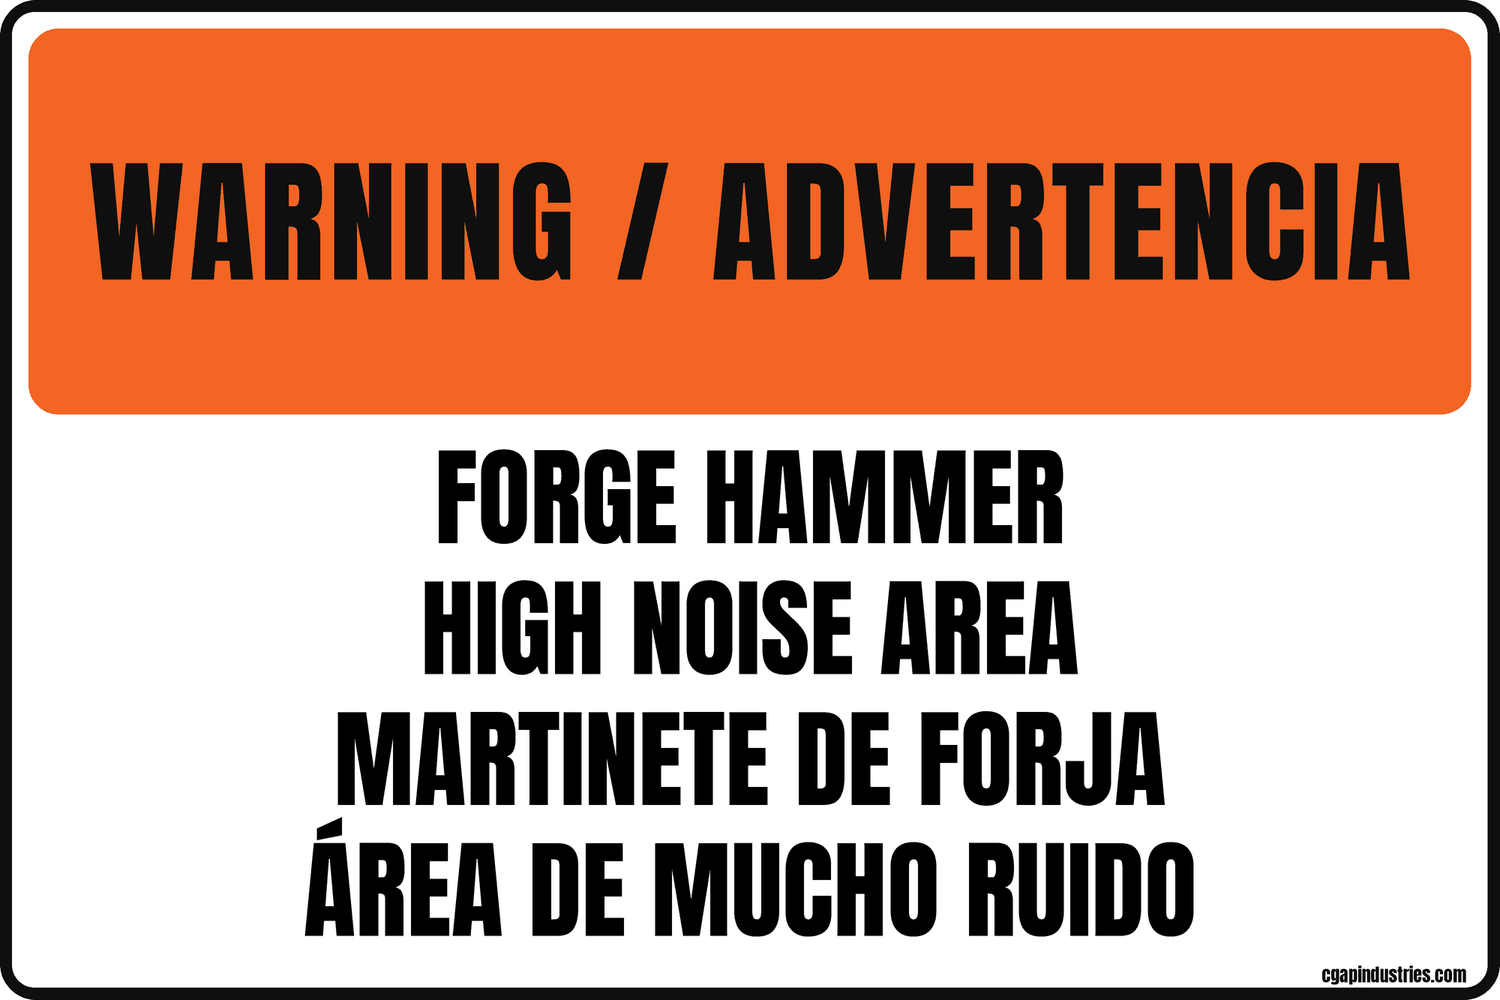 WARNING / ADVERTENCIA
FORGE HAMMER
HIGH NOISE AREA
MARTINETE DE FORJA
ÁREA DE MUCHO RUIDO
cgapindustries.com